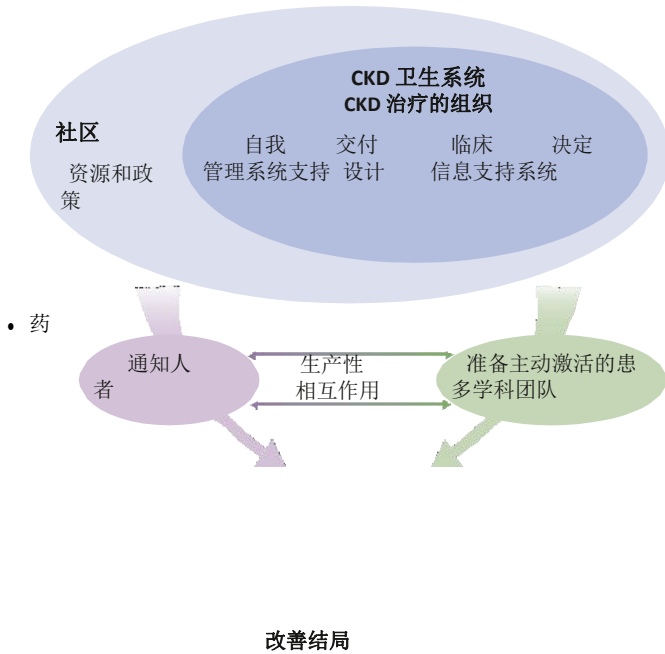 CKD 卫生系统
CKD 治疗的组织
社区
自我 交付 临床 决定
管理系统支持 设计 信息支持系统
资源和政
策
• 药
通知人
者
生产性
相互作用
准备主动激活的患
多学科团队
改善结局